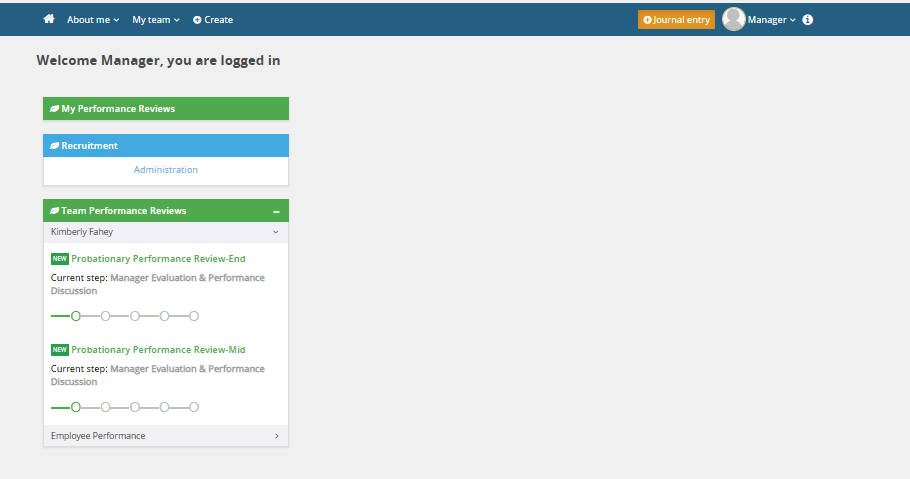 About me My team Create Journal entry Manager
Welcome Manager, you are logged in
My Performance Reviews
Recruitment
Administration
Team Performance Reviews
Kimberly Fahey
NEW Probationary Performance Review-End
Current step: Manager Evaluation & Performance
Discussion
NEW Probationary Performance Review-Mid
Current step: Manager Evaluation & Performance
Discussion
Employee Performance